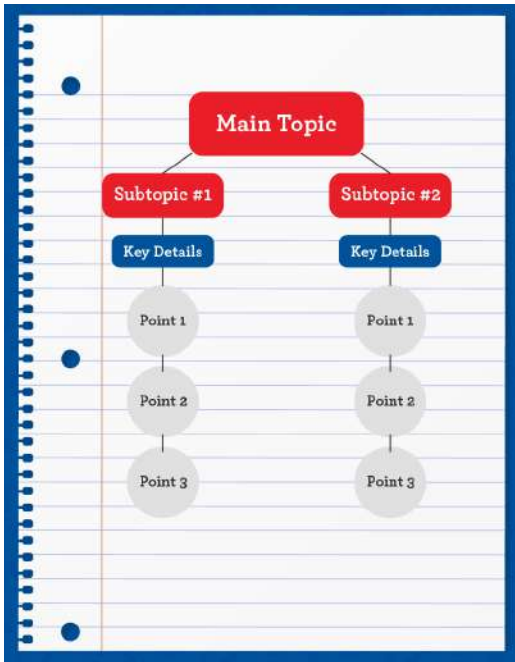 Main Topic
Subtopic #1
Subtopic #2
Key Details
Key Details
Point 1
Point 1
Point 2
Point 2
Point 3
Point 3